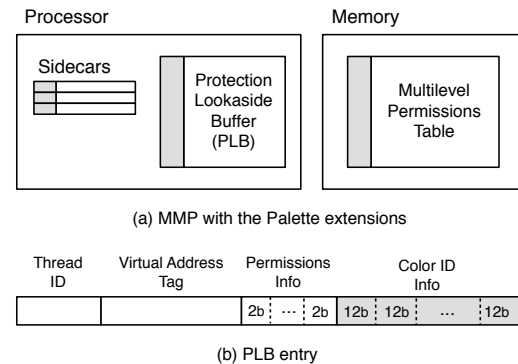 Processor
Memory
Sidecars
Protection
Lookaside
Buffer
(PLB)
Multilevel
Permissions
Table
(a) MMP with the Palette extensions
Thread
ID
Virtual Address
Tag
Permissions
Info
Color ID
Info
2b ... 2b 12b 12b ... 12b
(b) PLB entry